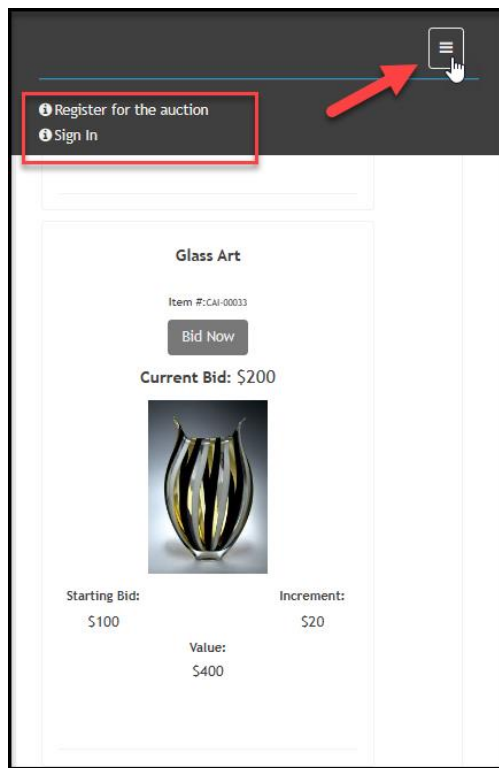 Register for the auction
Sign In
Glass Art
Item #:CAI-00033
Bid Now
Current Bid: $200
Starting Bid:
Increment:
$100
$20
Value:
$400